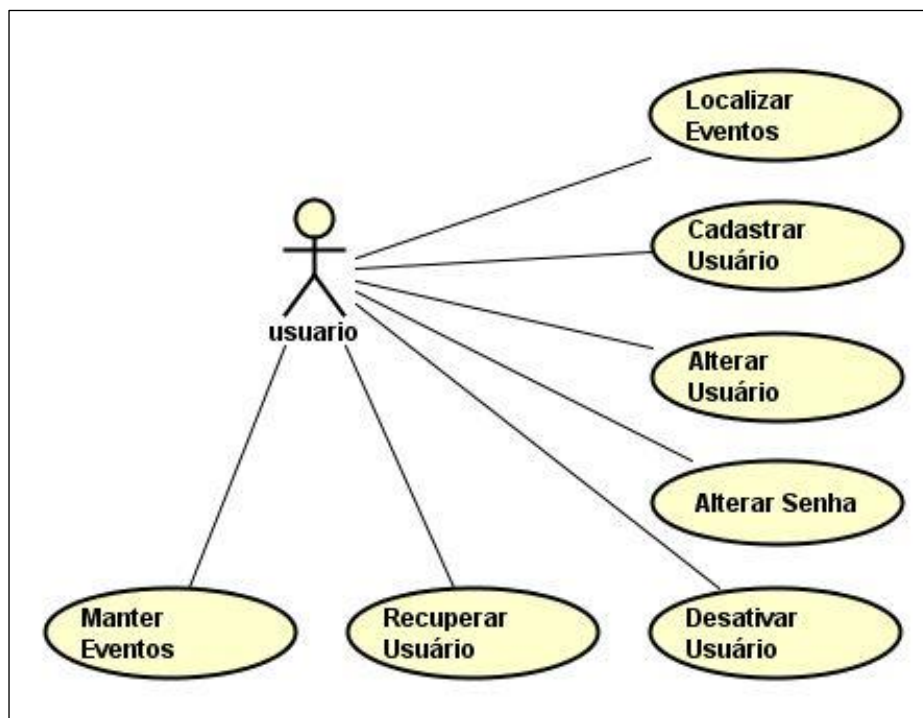 Localizar
Eventos
Cadastrar
Usuário
usuario
Alterar
Usuário
Alterar Senha
Manter
Eventos
Recuperar
Usuário
Desativar
Usuário